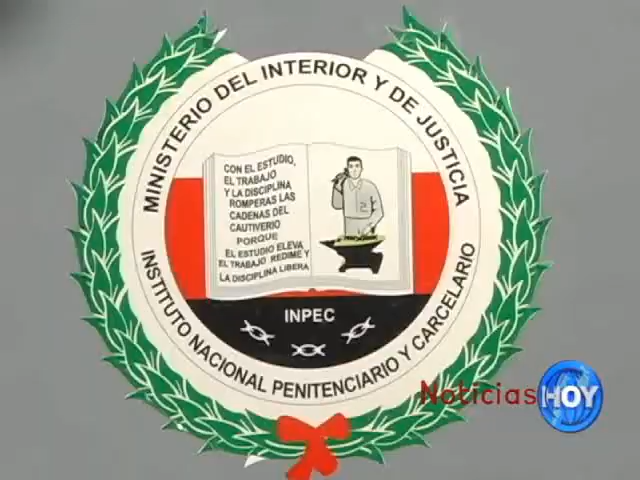 MINISTERIO DEL INTERIOR Y DE JUSTICIA
CON EL ESTUDIO,
EL TRABAJO
Y LA DISCIPLINA
ROMPERAS LAS
CADENAS DEL
CAUTIVERIO
PORQUE
EL ESTUDIO ELEVA
EL TRABAJO REDIME Y
LA DISCIPLINA LIBERA
2
INPEC
INSTITUTO NACIONAL PENITENCIARIO Y CARCELARIO
Noticias HOY